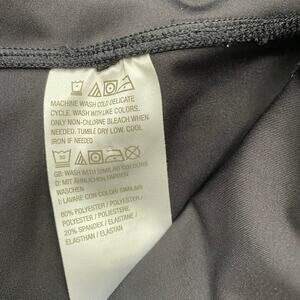 MACHINE WASH COLD DELICATE
CYCLE. WASH WITH LIKE COLORS.
ONLY NON-CHLORINE BLEACH WHEN
NEEDED. TUMBLE DRY LOW. COOL
IRON IF NEEDED
30
GB: WASH WITH SIMILAR COLOURS
D: MIT ÄHNLICHEN FARBEN
WASCHEN
I: LAVARE CON COLORI SIMILARI
80% POLYESTER / POLYESTER /
POLYESTER / POLIESTERE
20% SPANDEX / ELASTANE /
ELASTHAN / ELASTAN